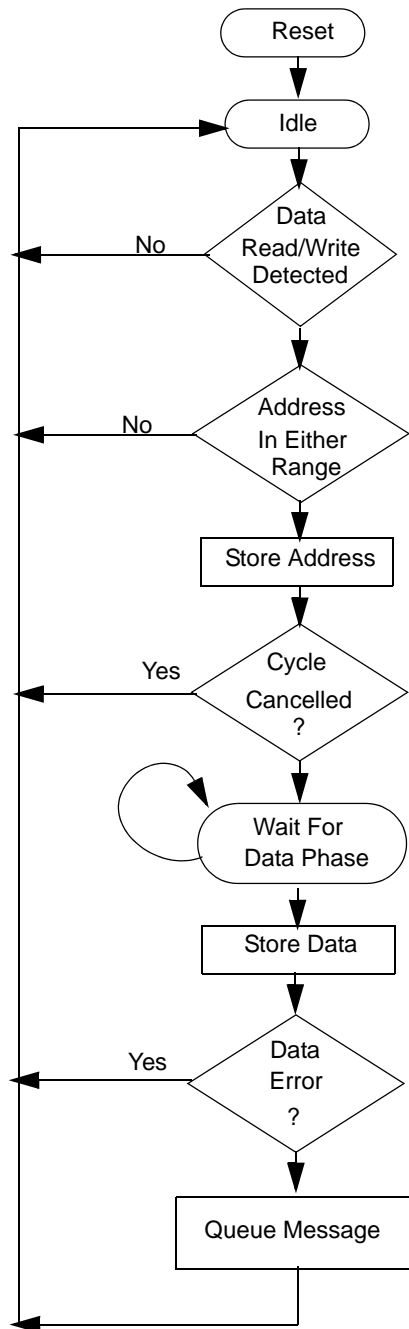 Reset
Idle
Data
Read/Write
Detected
No
Address
In Either
Range
No
Store Address
Cycle
Cancelled
?
Yes
Wait For
Data Phase
Store Data
Data
Error
?
Yes
Queue Message